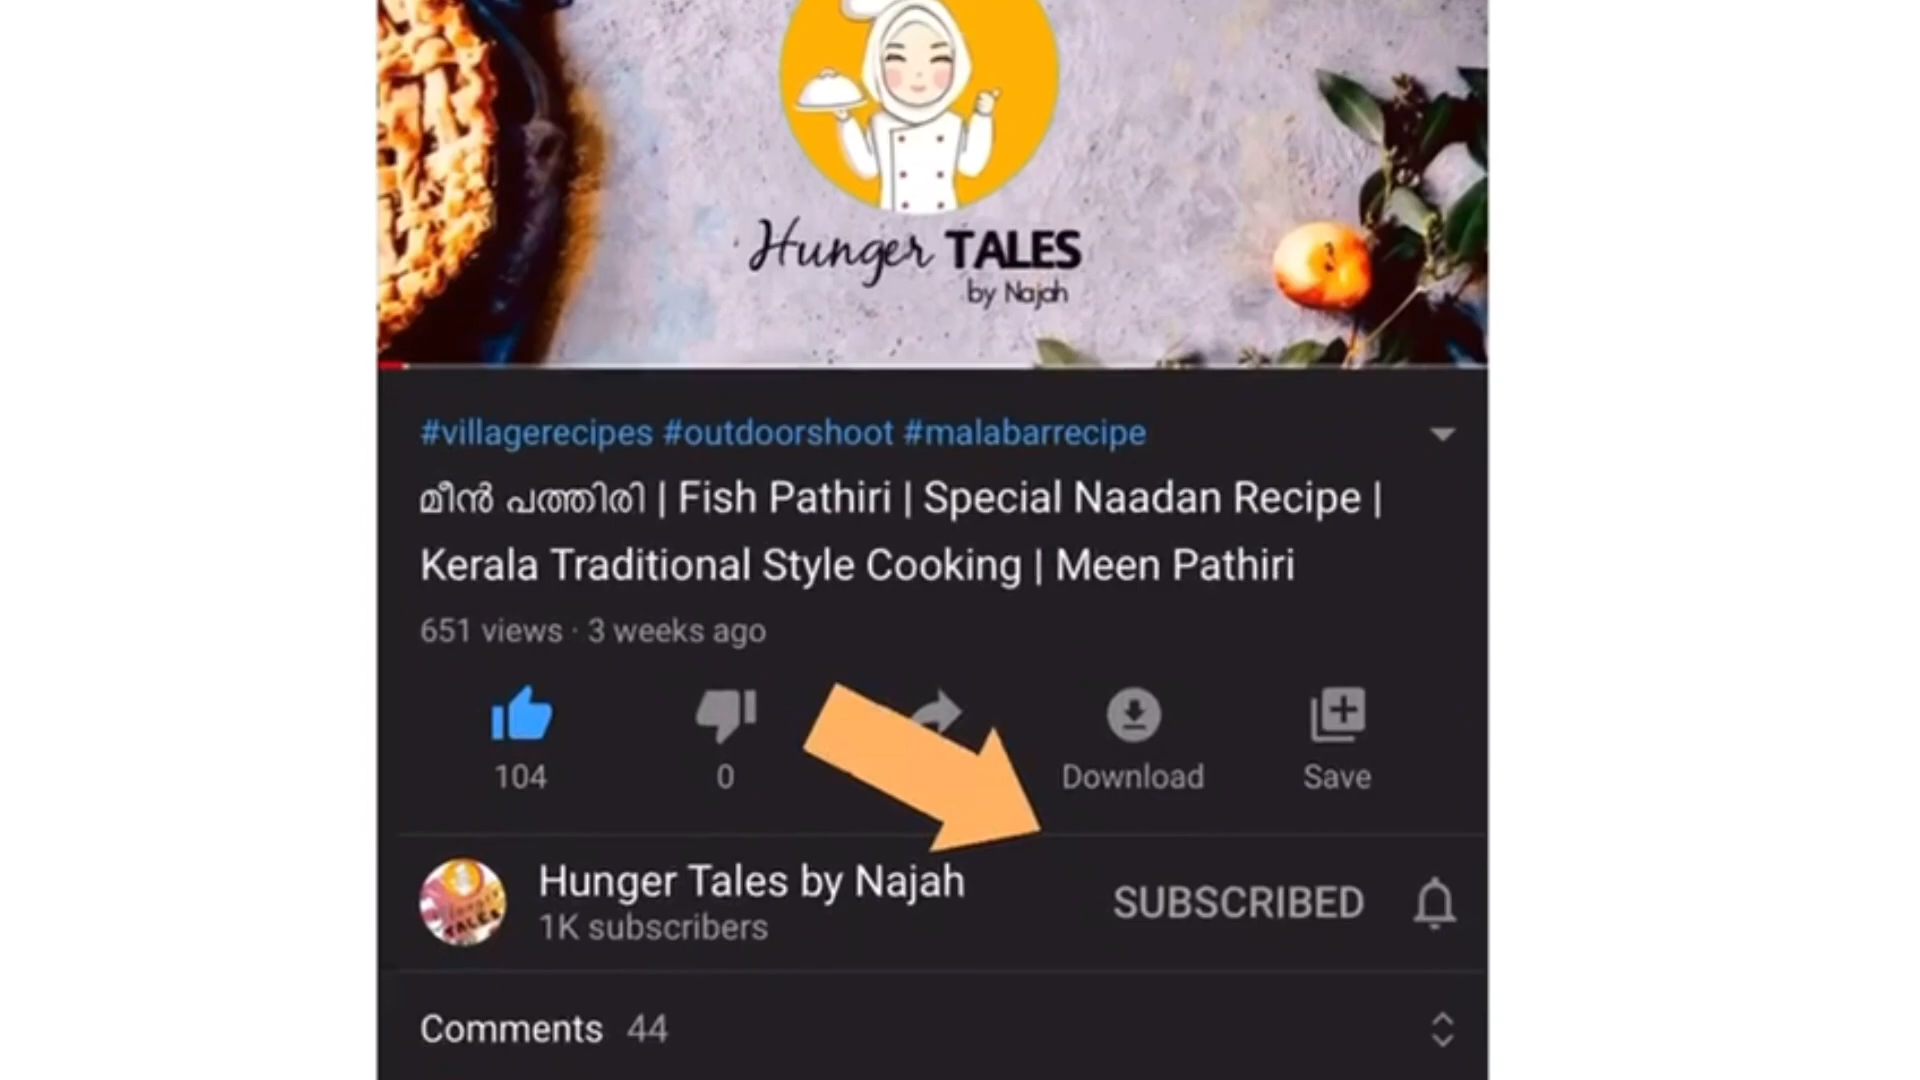 Hunger TALES
by Najah
#villagerecipes #outdoorshoot #malabarrecipe
മീൻ പത്തിരി | Fish Pathiri | Special Naadan Recipe |
Kerala Traditional Style Cooking | Meen Pathiri
651 views · 3 weeks ago
104 0 Download Save
Hunger Tales by Najah
1K subscribers
SUBSCRIBED
Comments 44